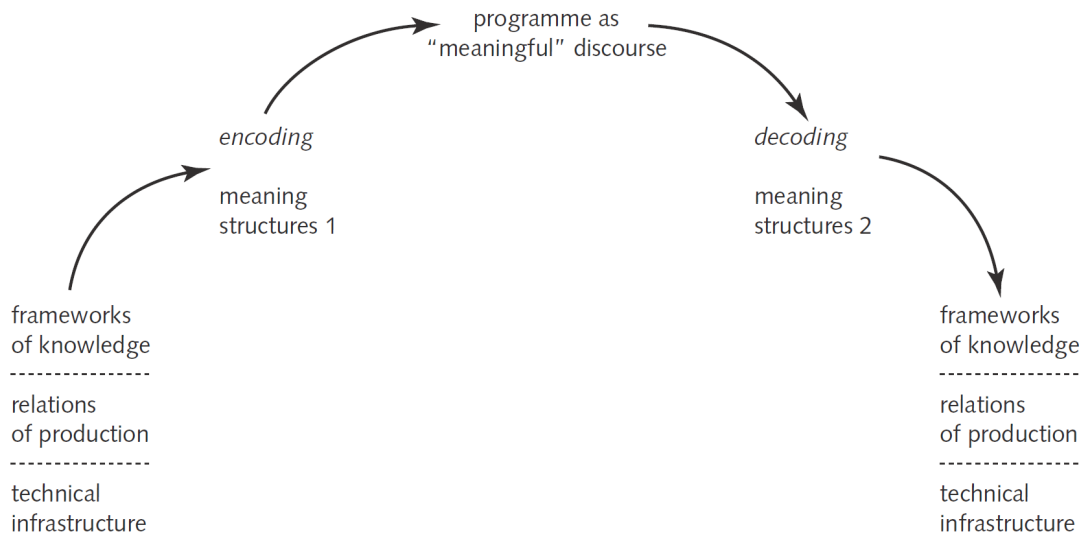 programme as
“meaningful” discourse
encoding
meaning
structures 1
decoding
meaning
structures 2
frameworks
of knowledge
relations
of production
technical
infrastructure
frameworks
of knowledge
relations
of production
technical
infrastructure